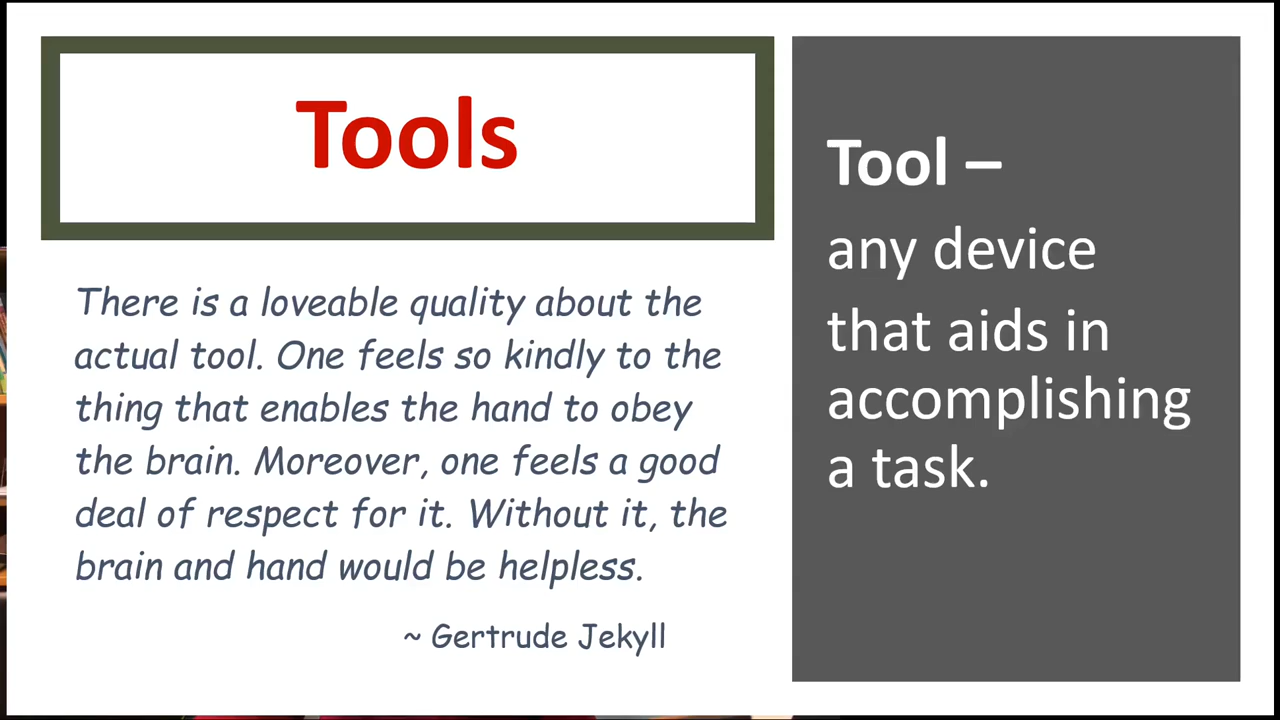 Tools
There is a loveable quality about the
actual tool. One feels so kindly to the
thing that enables the hand to obey
the brain. Moreover, one feels a good
deal of respect for it. Without it, the
brain and hand would be helpless.
~ Gertrude Jekyll
Tool –
any device
that aids in
accomplishing
a task.